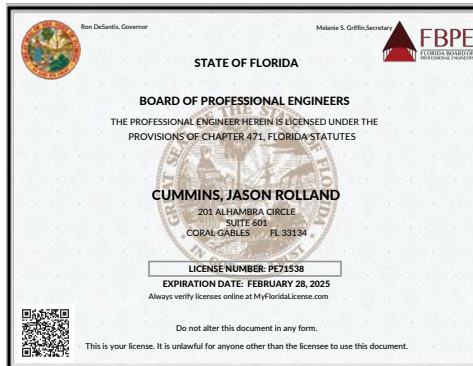 Ron DeSantis, Governor
Melanie S. Griffin,Secretary
FBPE
FLORIDA BOARD OF
PROFESSIONAL ENGINEERS
STATE OF FLORIDA
BOARD OF PROFESSIONAL ENGINEERS
THE PROFESSIONAL ENGINEER HEREIN IS LICENSED UNDER THE
PROVISIONS OF CHAPTER 471, FLORIDA STATUTES
CUMMINS, JASON ROLLAND
201 ALHAMBRA CIRCLE
SUITE 601
CORAL GABLES FL 33134
LICENSE NUMBER: PE71538
EXPIRATION DATE: FEBRUARY 28, 2025
Always verify licenses online at MyFloridaLicense.com
Do not alter this document in any form.
This is your license. It is unlawful for anyone other than the licensee to use this document.